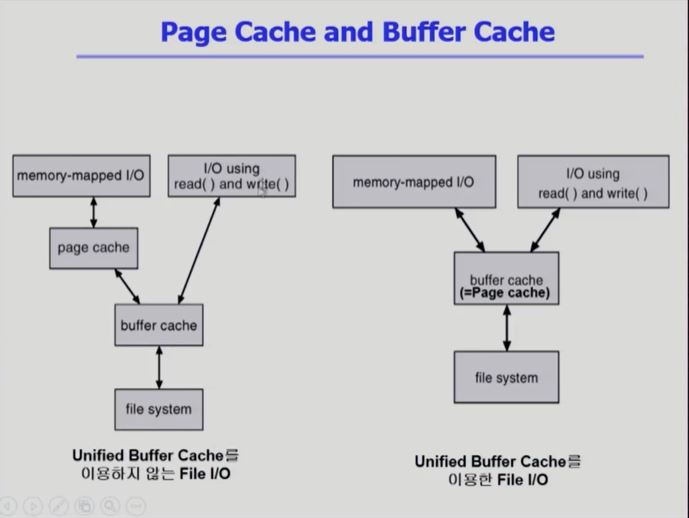 Page Cache and Buffer Cache
memory-mapped I/O
I/O using
read( ) and write( )
page cache
buffer cache
file system
Unified Buffer Cache를
이용하지 않는 File I/O
memory-mapped I/O
I/O using
read( ) and write( )
buffer cache
(=Page cache)
file system
Unified Buffer Cache를
이용한 File I/O